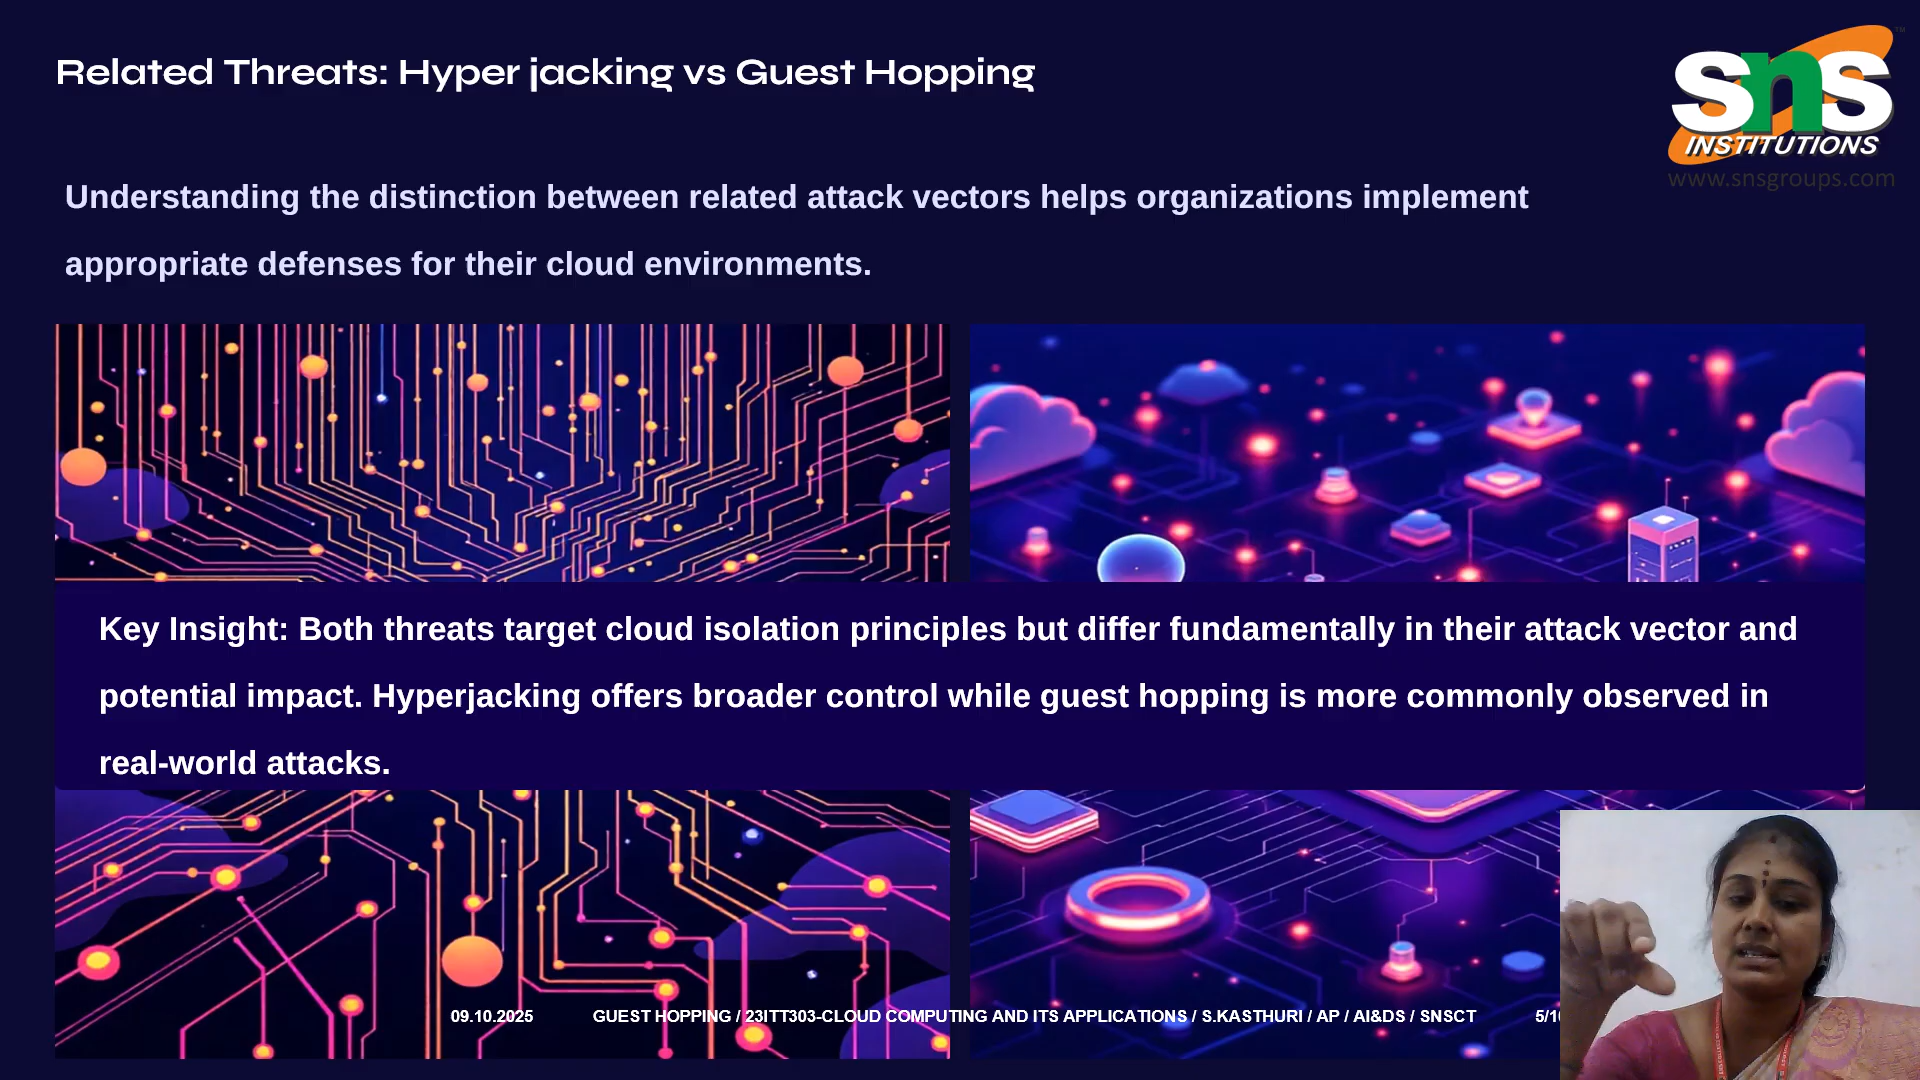 Related Threats: Hyper jacking vs Guest Hopping
sns
INSTITUTIONS
www.snsgroups.com
TM
Understanding the distinction between related attack vectors helps organizations implement
appropriate defenses for their cloud environments.
Key Insight: Both threats target cloud isolation principles but differ fundamentally in their attack vector and
potential impact. Hyperjacking offers broader control while guest hopping is more commonly observed in
real-world attacks.
09.10.2025
GUEST HOPPING / 23ITT303-CLOUD COMPUTING AND ITS APPLICATIONS / S.KASTHURI / AP / AI&DS / SNSCT